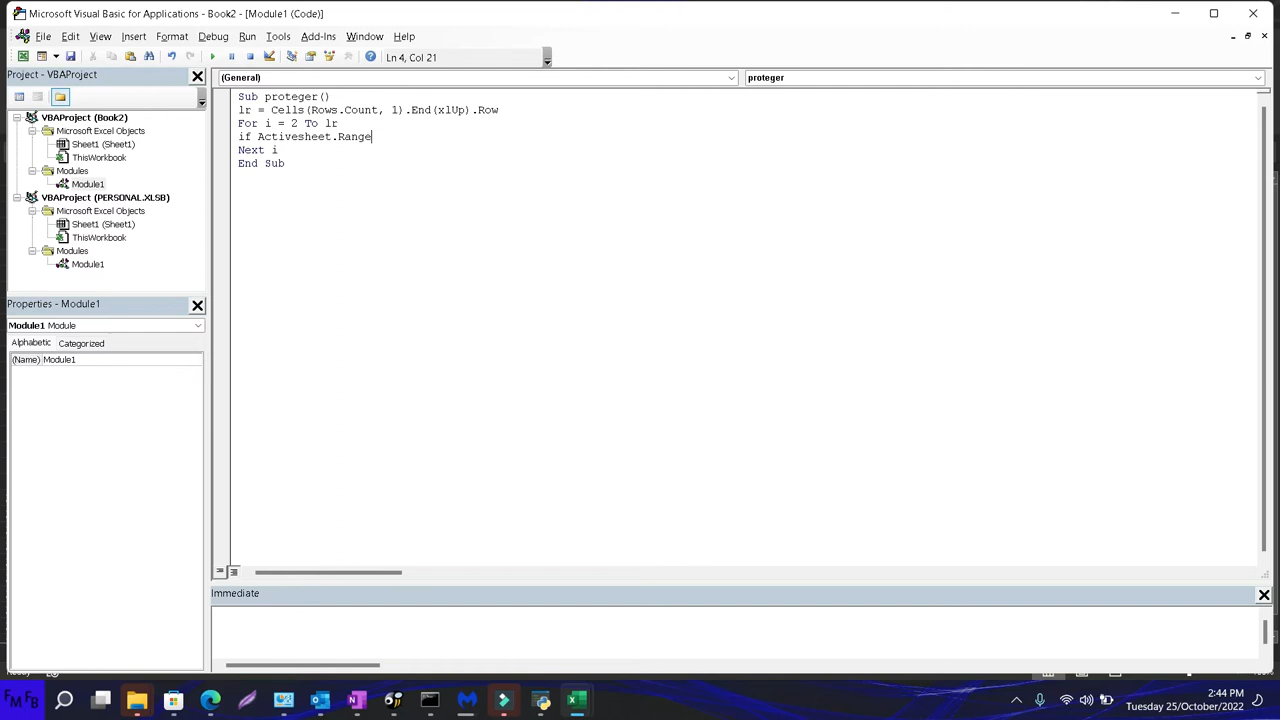 Microsoft Visual Basic for Applications - Book2 - [Module1 (Code)]
File Edit View Insert Format Debug Run Tools Add-Ins Window Help
Ln 4, Col 21
Project - VBAProject
(General)
proteger
VBAProject (Book2)
Microsoft Excel Objects
Sheet1 (Sheet1)
ThisWorkbook
Modules
Module1
VBAProject (PERSONAL.XLSB)
Microsoft Excel Objects
Sheet1 (Sheet1)
ThisWorkbook
Modules
Module1
Sub proteger()
lr = Cells(Rows.Count, 1).End(xlUp).Row
For i = 2 To lr
if Activesheet.Range
Next i
End Sub
Properties - Module1
Module1 Module
Alphabetic Categorized
(Name) Module1
Immediate
FM FB
2:44 PM
Tuesday 25/October/2022